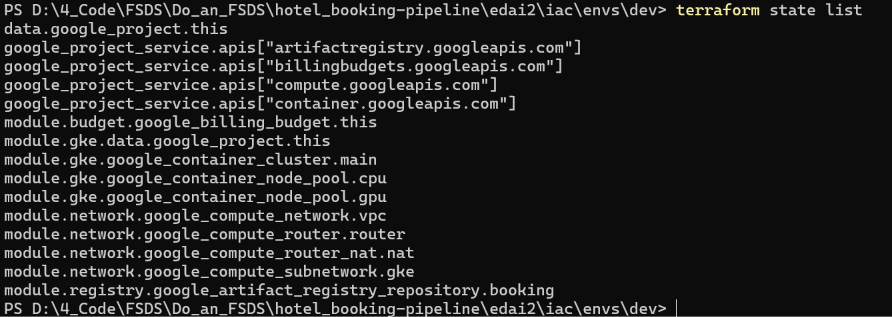 PS D:\4_Code\FSDS\Do_an_FSDS\hotel_booking-pipeline\edai2\iac\envs\dev> terraform state list
data.google_project.this
google_project_service.apis["artifactregistry.googleapis.com"]
google_project_service.apis["billingbudgets.googleapis.com"]
google_project_service.apis["compute.googleapis.com"]
google_project_service.apis["container.googleapis.com"]
module.budget.google_billing_budget.this
module.gke.data.google_project.this
module.gke.google_container_cluster.main
module.gke.google_container_node_pool.cpu
module.gke.google_container_node_pool.gpu
module.network.google_compute_network.vpc
module.network.google_compute_router.router
module.network.google_compute_router_nat.nat
module.network.google_compute_subnetwork.gke
module.registry.google_artifact_registry_repository.booking
PS D:\4_Code\FSDS\Do_an_FSDS\hotel_booking-pipeline\edai2\iac\envs\dev>